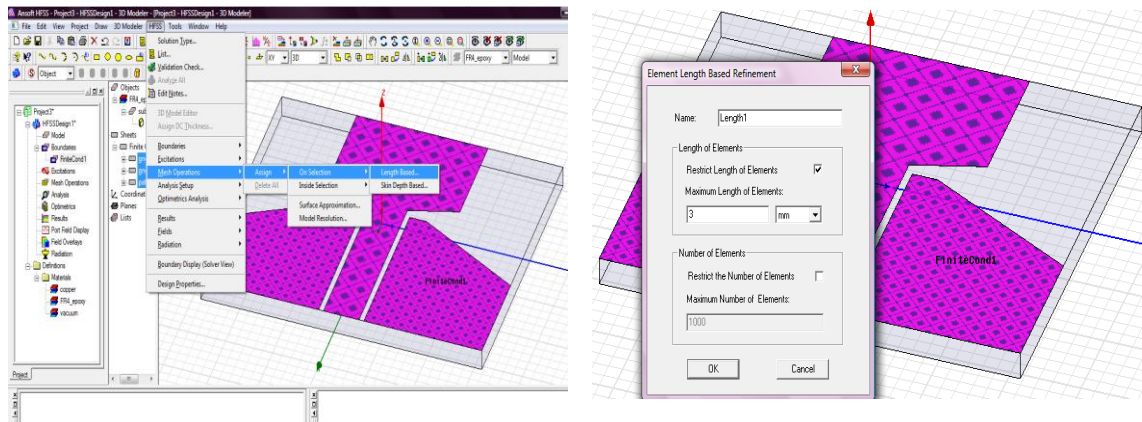 Ansoft HFSS - Project3 - HFSSDesign1 - 3D Modeler - [Project3 - HFSSDesign1 - 3D Modeler]
File Edit View Project Draw 3D Modeler HFSS Tools Window Help
Solution Type...
List...
Validation Check...
Analyze All
Edit Notes...
3D Model Editor
Assign DC Thickness...
Boundaries
Excitations
Mesh Operations
Analysis Setup
Optimetrics Analysis
Results
Fields
Radiation
Boundary Display (Solver View)
Design Properties...
Assign
Delete All
On Selection
Inside Selection
Surface Approximation...
Model Resolution...
Length Based...
Skin Depth Based...
XY
3D
FR4_epoxy
Model
Object
Project3*
HFSSDesign1*
Model
Boundaries
FiniteCond1
Excitations
Mesh Operations
Analysis
Optimetrics
Results
Port Field Display
Field Overlays
Radiation
Definitions
Materials
copper
FR4_epoxy
vacuum
Project
Objects
Sheets
Planes
Lists
Z
FiniteCond1
Element Length Based Refinement
Name: Length1
Length of Elements
Restrict Length of Elements
Maximum Length of Elements:
3 mm
Number of Elements
Restrict the Number of Elements
Maximum Number of Elements:
1000
OK Cancel
FiniteCond1